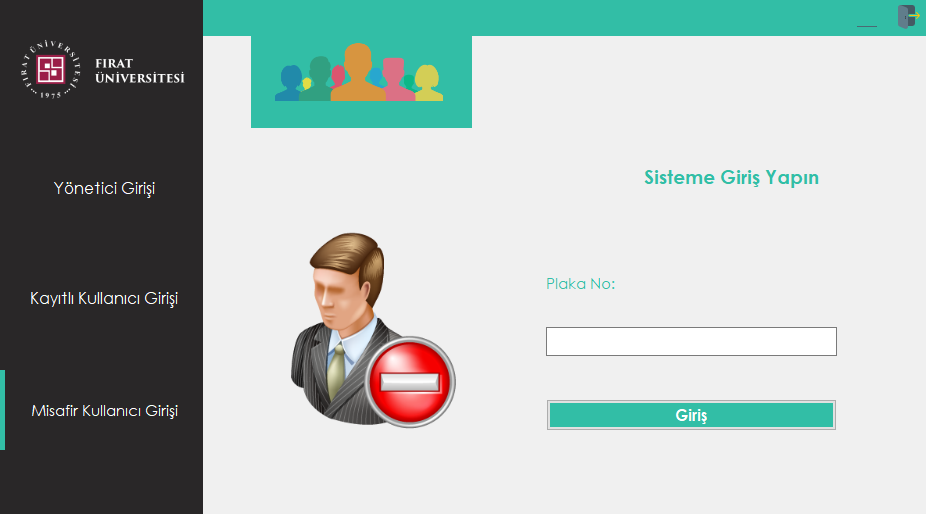 FIRAT ÜNİVERSİTESİ
1975
FIRAT
ÜNİVERSİTESİ
Yönetici Girişi
Kayıtlı Kullanıcı Girişi
Misafir Kullanıcı Girişi
Sisteme Giriş Yapın
Plaka No:
Giriş